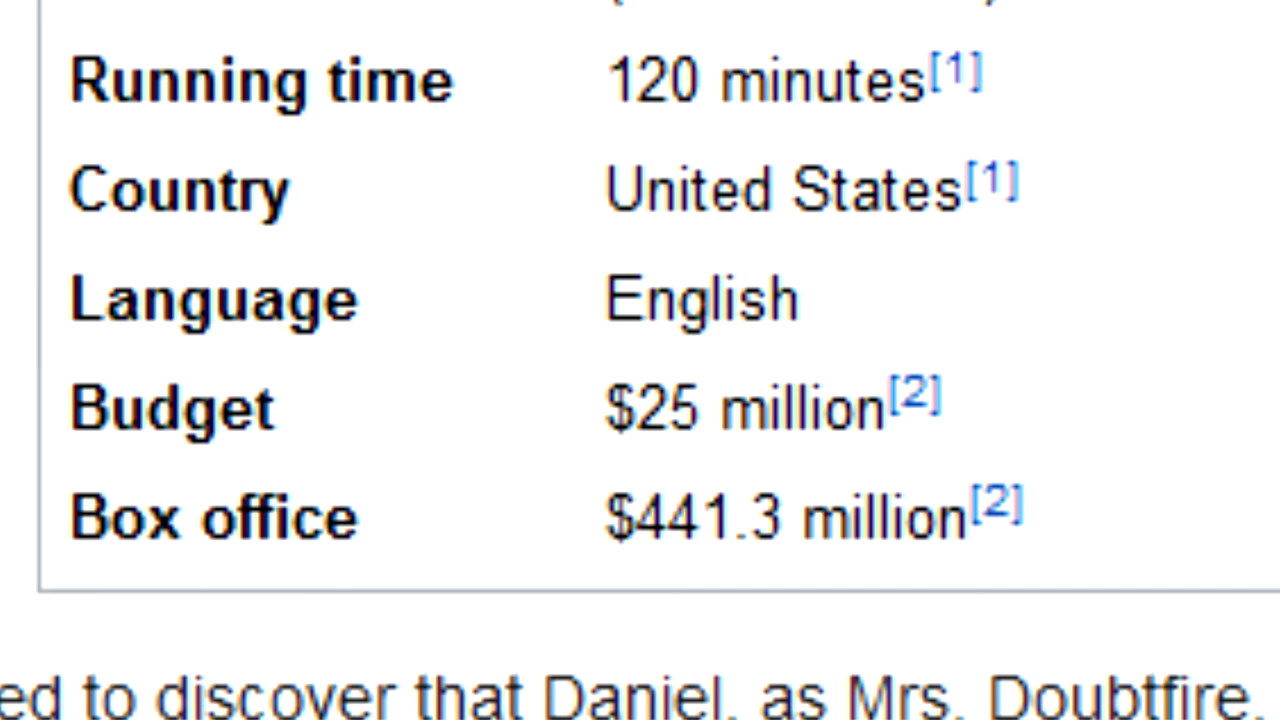 Running time 120 minutes[1]
Country United States[1]
Language English
Budget $25 million[2]
Box office $441.3 million[2]
ed to discover that Daniel, as Mrs. Doubtfire,